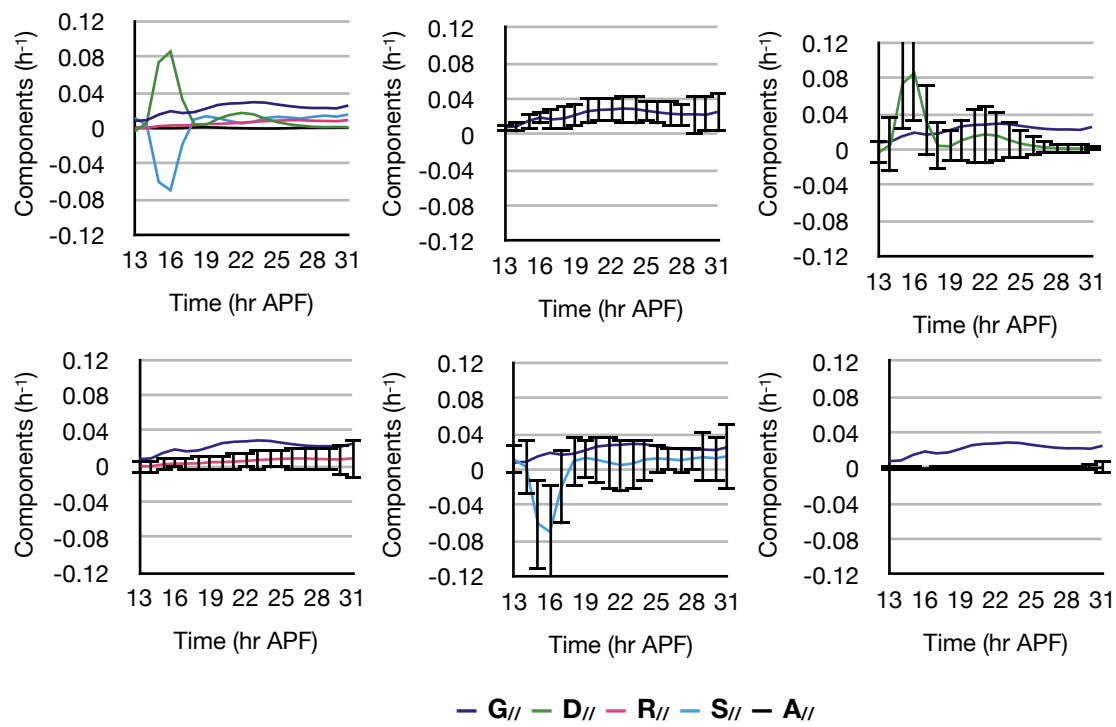 Components (h⁻¹)
0.12
0.08
0.04
0
-0.04
-0.08
-0.12
13 16 19 22 25 28 31
Time (hr APF)
Components (h⁻¹)
0.12
0.08
0.04
0
-0.04
-0.08
-0.12
13 16 19 22 25 28 31
Time (hr APF)
Components (h⁻¹)
0.12
0.08
0.04
0
-0.04
-0.08
-0.12
13 16 19 22 25 28 31
Time (hr APF)
Components (h⁻¹)
0.12
0.08
0.04
0
-0.04
-0.08
-0.12
13 16 19 22 25 28 31
Time (hr APF)
Components (h⁻¹)
0.12
0.08
0.04
0
-0.04
-0.08
-0.12
13 16 19 22 25 28 31
Time (hr APF)
Components (h⁻¹)
0.12
0.08
0.04
0
-0.04
-0.08
-0.12
13 16 19 22 25 28 31
Time (hr APF)
G// D// R// S// A//